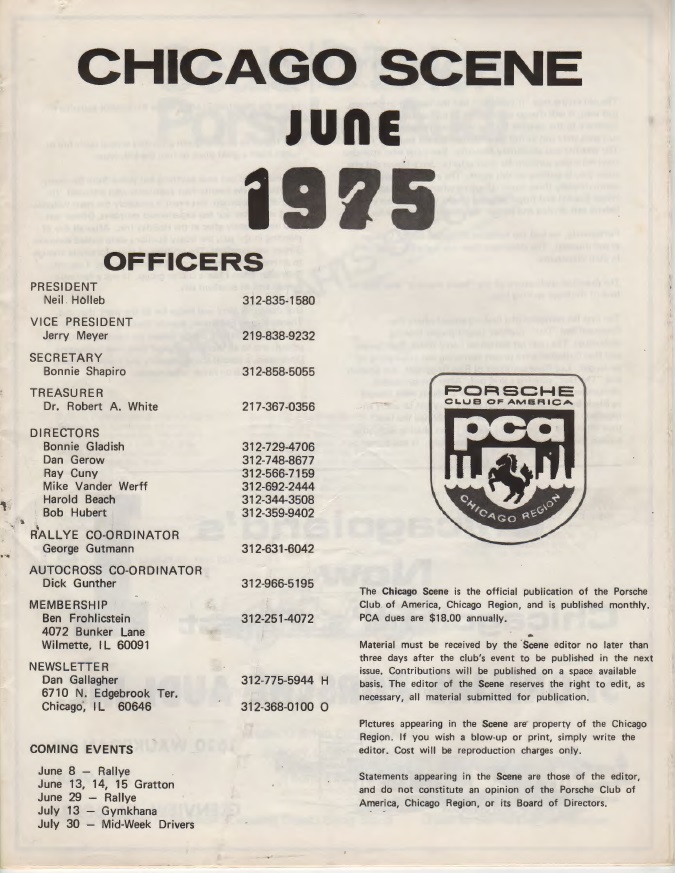 CHICAGO SCENE
JUNE
1975
OFFICERS
PRESIDENT
Neil Holleb 312-835-1580
VICE PRESIDENT
Jerry Meyer 219-838-9232
SECRETARY
Bonnie Shapiro 312-858-5055
TREASURER
Dr. Robert A. White 217-367-0356
DIRECTORS
Bonnie Gladish 312-729-4706
Dan Gerow 312-748-8677
Ray Cuny 312-566-7159
Mike Vander Werff 312-692-2444
Harold Beach 312-344-3508
Bob Hubert 312-359-9402
RALLYE CO-ORDINATOR
George Gutmann 312-631-6042
AUTOCROSS CO-ORDINATOR
Dick Gunther 312-966-5195
MEMBERSHIP
Ben Frohlicstein 312-251-4072
4072 Bunker Lane
Wilmette, IL 60091
NEWSLETTER
Dan Gallagher 312-775-5944 H
6710 N. Edgebrook Ter.
Chicago, IL 60646 312-368-0100 O
COMING EVENTS
June 8 — Rallye
June 13, 14, 15 Gratton
June 29 — Rallye
July 13 — Gymkhana
July 30 — Mid-Week Drivers
PORSCHE
CLUB OF AMERICA
pca
CHICAGO REGION
The Chicago Scene is the official publication of the Porsche
Club of America, Chicago Region, and is published monthly.
PCA dues are $18.00 annually.
Material must be received by the Scene editor no later than
three days after the club's event to be published in the next
issue. Contributions will be published on a space available
basis. The editor of the Scene reserves the right to edit, as
necessary, all material submitted for publication.
Pictures appearing in the Scene are property of the Chicago
Region. If you wish a blow-up or print, simply write the
editor. Cost will be reproduction charges only.
Statements appearing in the Scene are those of the editor,
and do not constitute an opinion of the Porsche Club of
America, Chicago Region, or its Board of Directors.